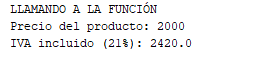 LLAMANDO A LA FUNCIÓN
Precio del producto: 2000
IVA incluido (21%): 2420.0